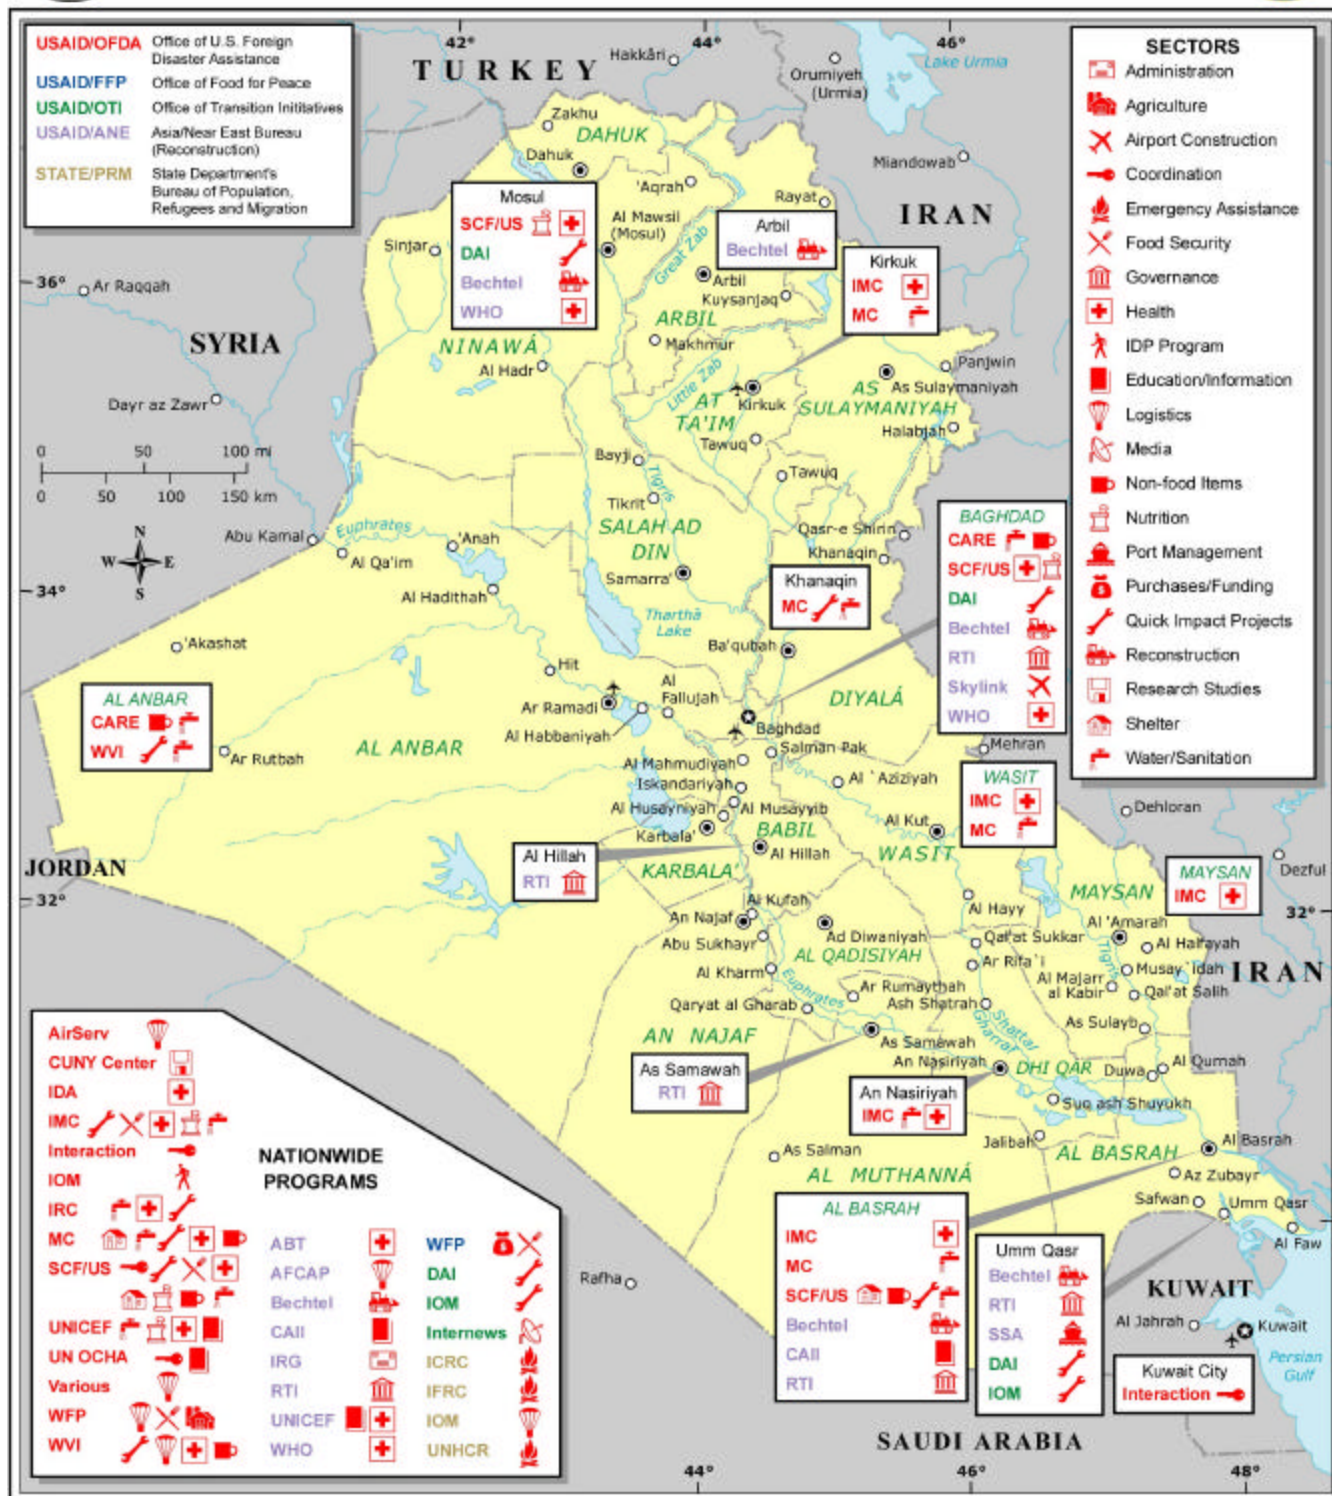 USAID/OFDA Office of U.S. Foreign
Disaster Assistance
USAID/FFP Office of Food for Peace
USAID/OTI Office of Transition Inititatives
USAID/ANE Asia/Near East Bureau
(Reconstruction)
STATE/PRM State Department's
Bureau of Population,
Refugees and Migration
42°
44°
46°
TURKEY
Hakkâri
Orumiyeh
(Urmia)
Lake Urmia
Miandowab
Zakhu
DAHUK
Dahuk
'Aqrah
Rayat
IRAN
Mosul
SCF/US
DAI
Bechtel
WHO
Al Mawsil
(Mosul)
Great Zab
Arbil
Bechtel
Kirkuk
IMC
MC
Sinjar
36°
Ar Raqqah
Arbil
Kuysanjaq
ARBIL
SYRIA
NINAWÁ
Makhmur
Al Hadr
Little Zab
Panjwin
As Sulaymaniyah
AS
SULAYMANIYAH
Dayr az Zawr
Kirkuk
AT
TA'IM
Tawuq
Halabjah
0 50 100 mi
0 50 100 150 km
Bayji
Tigris
Tawuq
Tikrit
SALAH AD
DIN
Qasr-e Shirin
Khanaqin
N
W E
S
Abu Kamal
Euphrates
'Anah
Al Qa'im
Samarra'
34°
Al Hadithah
Khanaqin
MC
Tharthâ
Lake
BAGHDAD
CARE
SCF/US
DAI
Bechtel
RTI
Skylink
WHO
'Akashat
Ba'qubah
Hit
Al
Fallujah
DIYALÁ
AL ANBAR
CARE
WVI
Ar Ramadi
Al Habbaniyah
Baghdad
Ar Rutbah
AL ANBAR
Salman Pak
Mehran
Al Mahmudiyah
Iskandariyah
Al `Aziziyah
WASIT
IMC
MC
Al Husayniyah
Al Musayyib
Karbala'
BABIL
Al Kut
Dehloran
Al Hillah
WASIT
Al Hillah
RTI
KARBALA'
JORDAN
MAYSAN
MAYSAN
IMC
Dezful
32°
32°
Al Kufah
An Najaf
Al Hayy
Abu Sukhayr
Ad Diwaniyah
AL QADISIYAH
Qal'at Sukkar
Al 'Amarah
Al Halfayah
Tigris
Al Kharm
Ar Rifa`i
Musay`idah
Al Majarr
al Kabir
Qal'at Salih
IRAN
Euphrates
Ar Rumaythah
Qaryat al Gharab
Ash Shatrah
Shattar
Gharraf
As Sulayb
AN NAJAF
As Samawah
An Nasiriyah
DHI QAR
Duwa
Al Qurnah
As Samawah
RTI
An Nasiriyah
IMC
Suq ash Shuyukh
Jalibah
As Salman
AL MUTHANNÁ
AL BASRAH
Al Basrah
Az Zubayr
Safwan
Umm Qasr
Al Faw
AL BASRAH
IMC
MC
SCF/US
Bechtel
CAII
RTI
Umm Qasr
Bechtel
RTI
SSA
DAI
IOM
Rafha
KUWAIT
Al Jahrah
Kuwait
Persian
Gulf
Kuwait City
Interaction
SAUDI ARABIA
44°
46°
48°
SECTORS
Administration
Agriculture
Airport Construction
Coordination
Emergency Assistance
Food Security
Governance
Health
IDP Program
Education/Information
Logistics
Media
Non-food Items
Nutrition
Port Management
Purchases/Funding
Quick Impact Projects
Reconstruction
Research Studies
Shelter
Water/Sanitation
NATIONWIDE
PROGRAMS
AirServ
CUNY Center
IDA
IMC
Interaction
IOM
IRC
MC
SCF/US
UNICEF
UN OCHA
Various
WFP
WVI
ABT
AFCAP
Bechtel
CAII
IRG
RTI
UNICEF
WHO
WFP
DAI
IOM
Internews
ICRC
IFRC
IOM
UNHCR